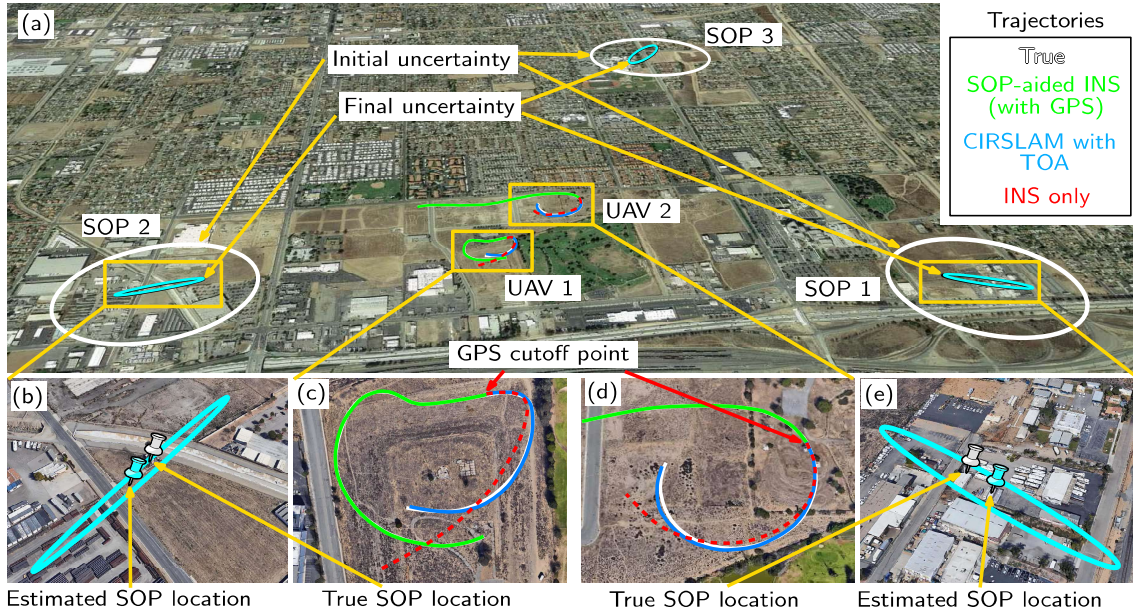 (a)
SOP 3
Initial uncertainty
Final uncertainty
Trajectories
True
SOP-aided INS
(with GPS)
CIRSLAM with
TOA
INS only
SOP 2
UAV 2
UAV 1
SOP 1
GPS cutoff point
(b)
(c)
(d)
(e)
Estimated SOP location
True SOP location
True SOP location
Estimated SOP location